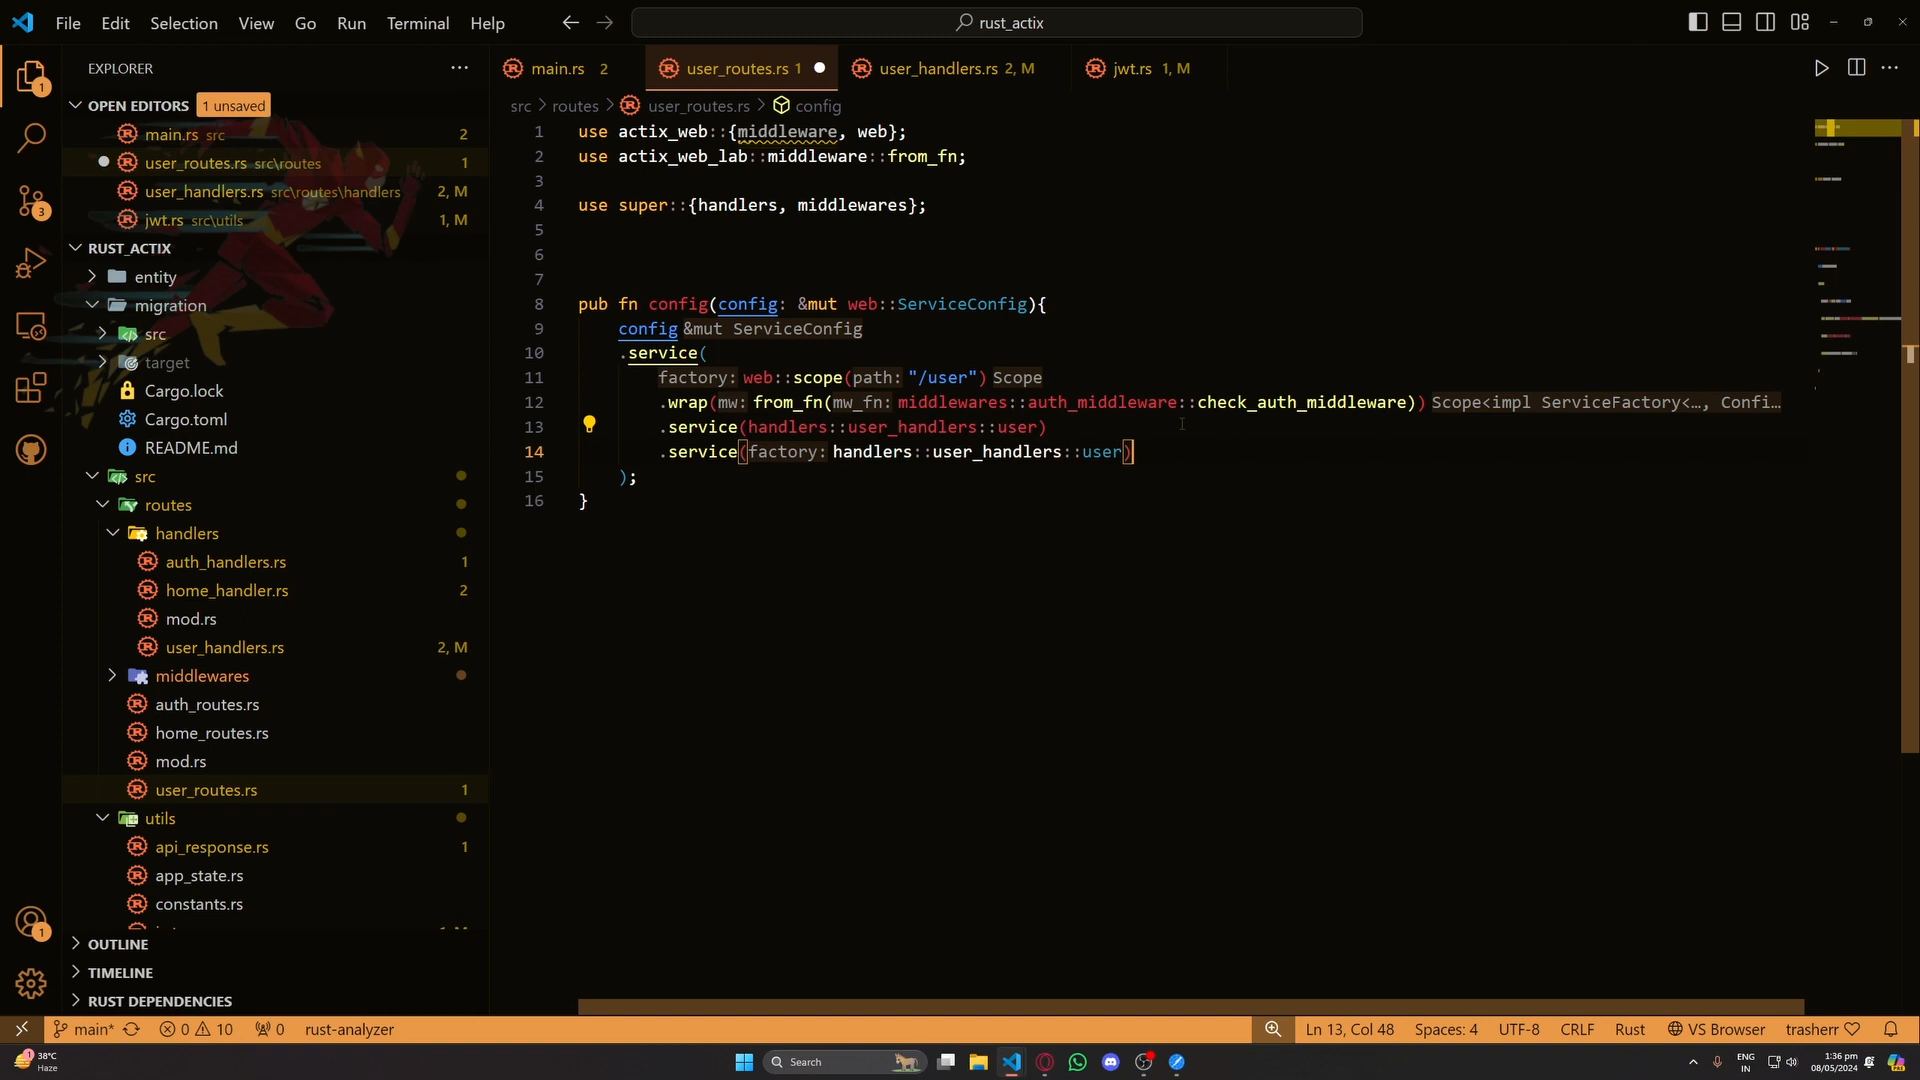 File Edit Selection View Go Run Terminal Help
rust_actix
EXPLORER
OPEN EDITORS 1 unsaved
main.rs src 2
user_routes.rs src\routes 1
user_handlers.rs src\routes\handlers 2, M
jwt.rs src\utils 1, M
RUST_ACTIX
entity
migration
src
target
Cargo.lock
Cargo.toml
README.md
src
routes
handlers
auth_handlers.rs 1
home_handler.rs 2
mod.rs
user_handlers.rs 2, M
middlewares
auth_routes.rs
home_routes.rs
mod.rs
user_routes.rs 1
utils
api_response.rs 1
app_state.rs
constants.rs
OUTLINE
TIMELINE
RUST DEPENDENCIES
main.rs 2
user_routes.rs 1
user_handlers.rs 2, M
jwt.rs 1, M
src > routes > user_routes.rs > config
1 use actix_web::{middleware, web};
2 use actix_web_lab::middleware::from_fn;
3
4 use super::{handlers, middlewares};
5
6
7
8 pub fn config(config: &mut web::ServiceConfig){
9 config &mut ServiceConfig
10 .service(
11 factory: web::scope(path: "/user") Scope
12 .wrap(mw: from_fn(mw_fn: middlewares::auth_middleware::check_auth_middleware)) Scope<impl ServiceFactory<…, Confi…
13 .service(handlers::user_handlers::user)
14 .service(factory: handlers::user_handlers::user)
15 );
16 }
main* 0 10 0 rust-analyzer
Ln 13, Col 48 Spaces: 4 UTF-8 CRLF Rust VS Browser trasherr
1
3
1
1 38°C
Haze
Search
ENG
IN
1:36 pm
08/05/2024